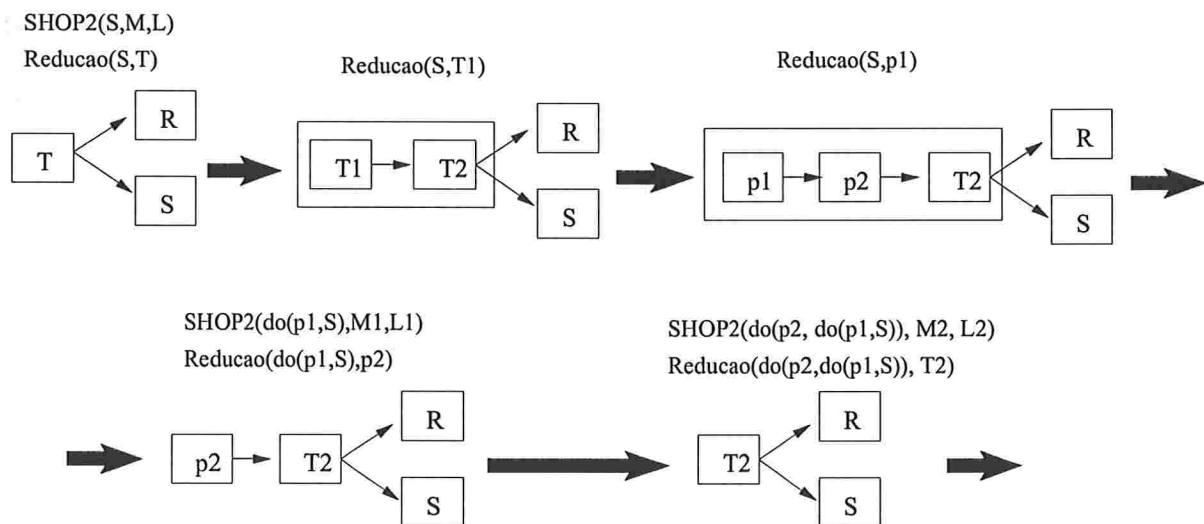 SHOP2(S,M,L)
Reducao(S,T)
T
R
S
Reducao(S,T1)
T1
T2
R
S
Reducao(S,p1)
p1
p2
T2
R
S
SHOP2(do(p1,S),M1,L1)
Reducao(do(p1,S),p2)
p2
T2
R
S
SHOP2(do(p2, do(p1,S)), M2, L2)
Reducao(do(p2,do(p1,S)), T2)
T2
R
S